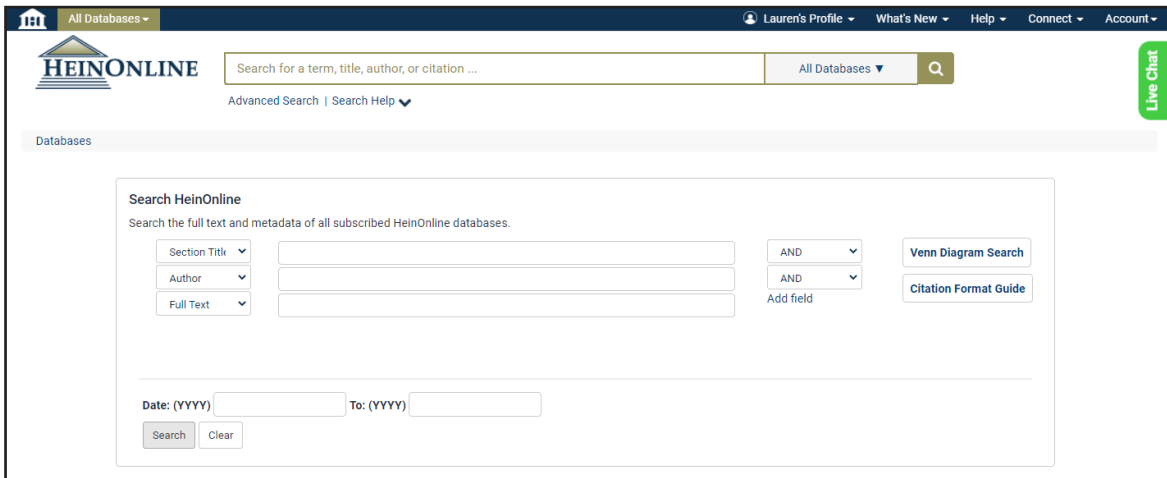 All Databases
Lauren's Profile What's New Help Connect Account
HEINONLINE
Search for a term, title, author, or citation ...
All Databases ▼
Live Chat
Advanced Search | Search Help
Databases
Search HeinOnline
Search the full text and metadata of all subscribed HeinOnline databases.
Section Title AND Venn Diagram Search
Author AND
Full Text Add field Citation Format Guide
Date: (YYYY) To: (YYYY)
Search Clear